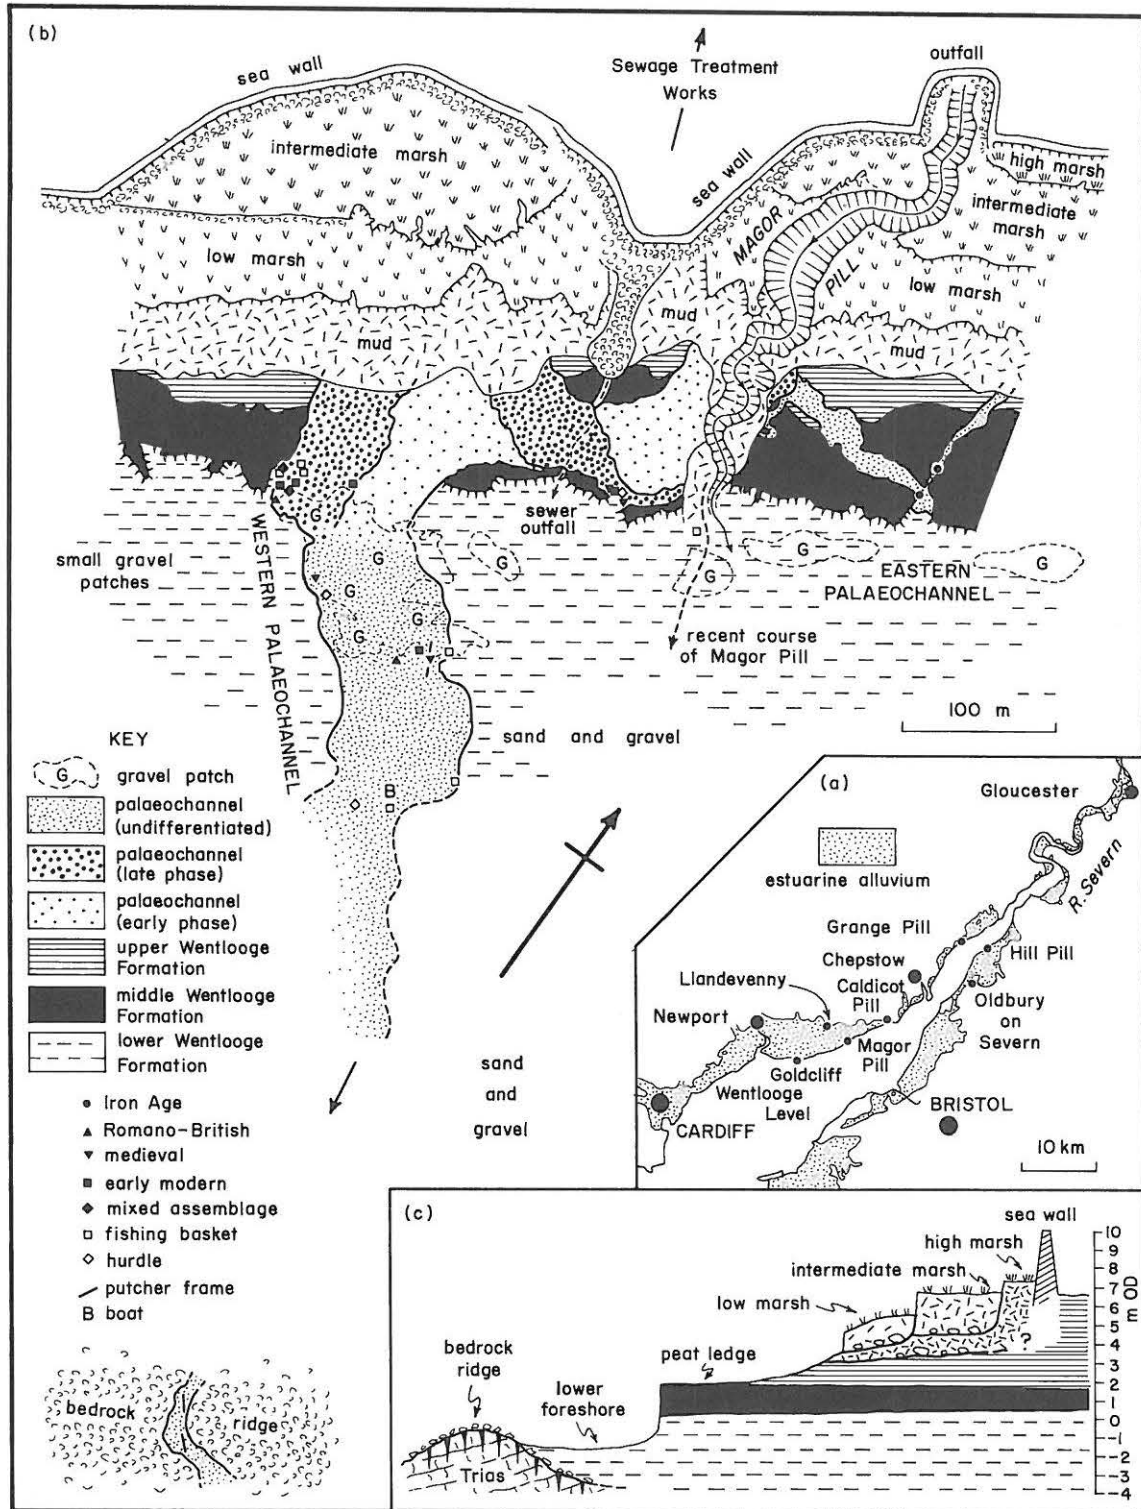 (b)
sea wall
Sewage Treatment
Works
outfall
intermediate marsh
sea wall
high marsh
intermediate
marsh
MAGOR
PILL
low marsh
low marsh
mud
mud
mud
G
sewer
outfall
small gravel
patches
WESTERN PALAEOCHANNEL
G
G
G
G
G
G
G
G
G
EASTERN
PALAEOCHANNEL
recent course
of Magor Pill
100 m
sand and gravel
B
sand
and
gravel
KEY
G gravel patch
palaeochannel
(undifferentiated)
palaeochannel
(late phase)
palaeochannel
(early phase)
upper Wentlooge
Formation
middle Wentlooge
Formation
lower Wentlooge
Formation
Iron Age
Romano-British
medieval
early modern
mixed assemblage
fishing basket
hurdle
putcher frame
B boat
bedrock
ridge
(a)
Gloucester
estuarine alluvium
R. Severn
Grange Pill
Hill Pill
Chepstow
Caldicot
Pill
Llandevenny
Oldbury
on
Severn
Newport
Magor
Pill
Goldcliff
Wentlooge
Level
BRISTOL
CARDIFF
10 km
(c)
sea wall
high marsh
intermediate marsh
low marsh
peat ledge
bedrock
ridge
lower
foreshore
Trias
?
10
9
8
7
6
5
4
3
2
1
0
-1
-2
-3
-4
m OD